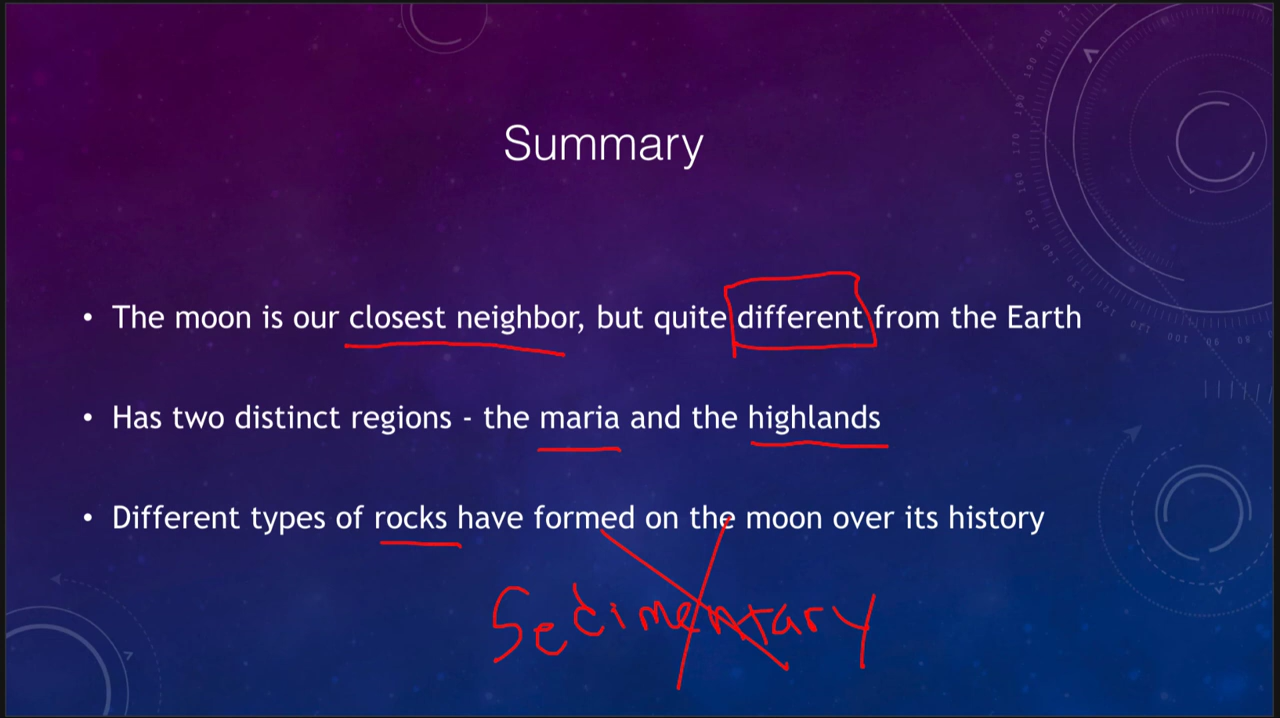 Summary
• The moon is our closest neighbor, but quite different from the Earth
• Has two distinct regions - the maria and the highlands
• Different types of rocks have formed on the moon over its history
Sedimentary